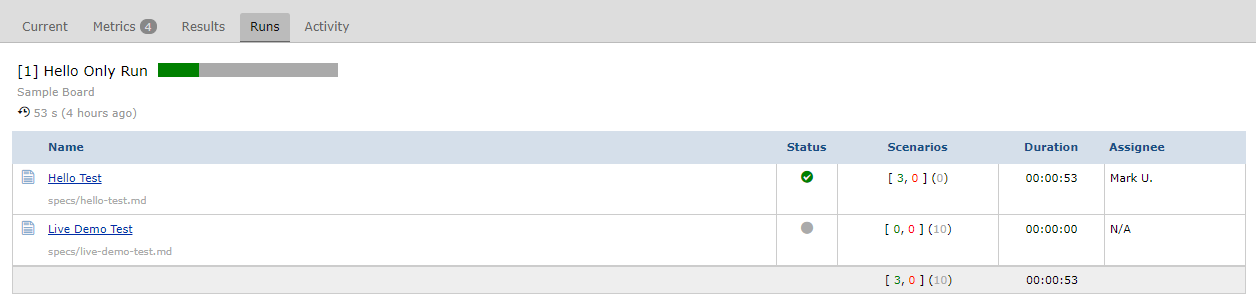 Current Metrics 4 Results Runs Activity
[1] Hello Only Run
Sample Board
53 s (4 hours ago)
Name Status Scenarios Duration Assignee
Hello Test [ 3, 0 ] (0) 00:00:53 Mark U.
specs/hello-test.md
Live Demo Test [ 0, 0 ] (10) 00:00:00 N/A
specs/live-demo-test.md
[ 3, 0 ] (10) 00:00:53